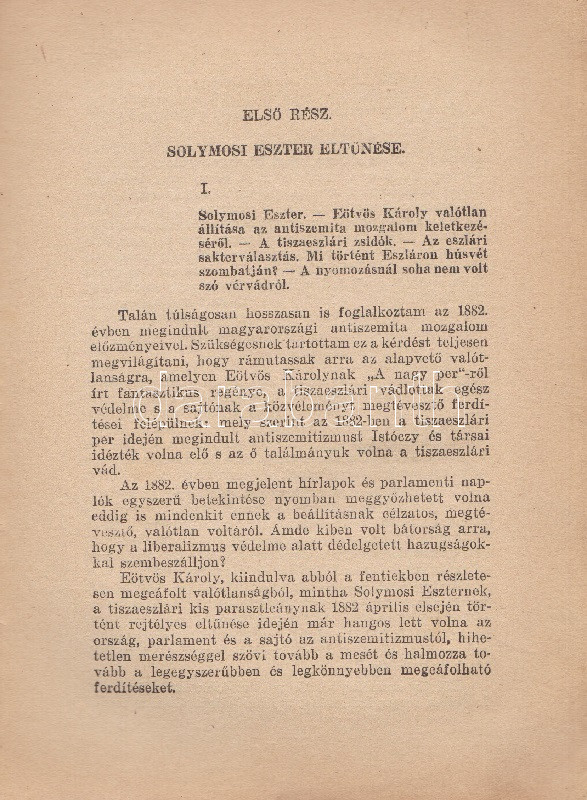 ELSŐ RÉSZ.
SOLYMOSI ESZTER ELTÜNÉSE.
I.
Solymosi Eszter. — Eötvös Károly valótlan
állítása az antiszemita mozgalom keletkezé-
séről. — A tiszaeszlári zsidók. — Az eszlári
sakterválasztás. Mi történt Eszláron húsvét
szombatján? — A nyomozásnál soha nem volt
szó vérvádról.
Talán túlságosan hosszasan is foglalkoztam az 1882.
évben megindult magyarországi antiszemita mozgalom
előzményeivel. Szükségesnek tartottam ez a kérdést teljesen
megvilágítani, hogy rámutassak arra az alapvető valót-
lanságra, amelyen Eötvös Károlynak „A nagy per“-ről
írt fantasztikus regénye, a tiszaeszlári vádlottak egész
védelme s a sajtónak a közvéleményt megtévesztő ferdí-
tései felépülnek: mely szerint az 1882-ben a tiszaeszlári
per idején megindult antiszemitizmust Istóczy és társai
idézték volna elő s az ő találmányuk volna a tiszaeszlári
vád.
Az 1882. évben megjelent hírlapok és parlamenti nap-
lók egyszerű betekintése nyomban meggyőzhetett volna
eddig is mindenkit ennek a beállításnak célzatos, megté-
vesztő, valótlan voltáról. Ámde kiben volt bátorság arra,
hogy a liberalizmus védelme alatt dédelgetett hazugságok-
kal szembeszálljon?
Eötvös Károly, kiindulva abból a fentiekben részlete-
sen megcáfolt valótlanságból, mintha Solymosi Eszternek,
a tiszaeszlári kis parasztleánynak 1882 április elsején tör-
tént rejtélyes eltünése idején már hangos lett volna az
ország, parlament és a sajtó az antiszemitizmustól, hihe-
tetlen merészséggel szövi tovább a mesét és halmozza to-
vább a legegyszerűbben és legkönnyebben megcáfolható
ferdítéseket.
darabanth